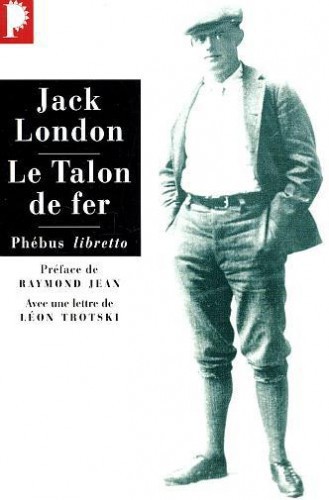 Jack
London
Le Talon
de fer
Phébus libretto
Préface de
RAYMOND JEAN
Avec une lettre de
LÉON TROTSKI